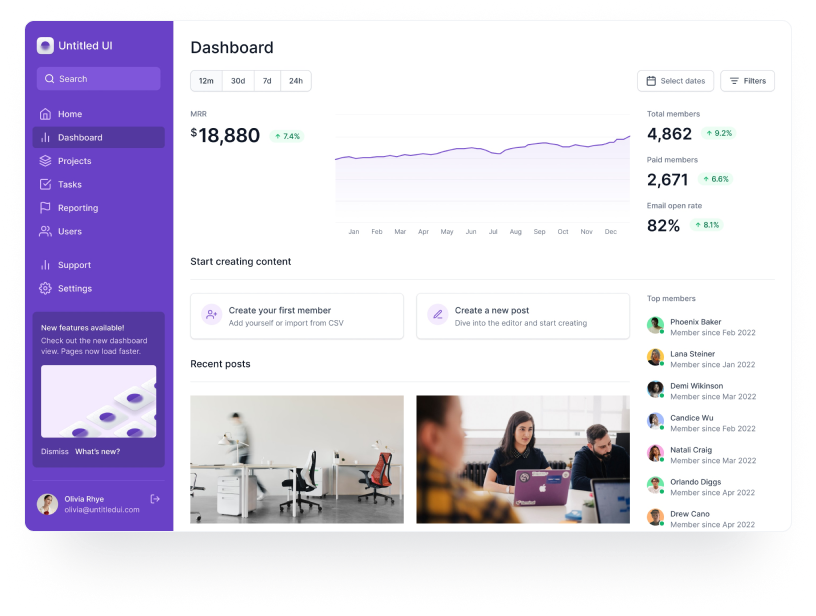 Untitled UI
Search
Home
Dashboard
Projects
Tasks
Reporting
Users
Support
Settings
New features available!
Check out the new dashboard
view. Pages now load faster.
Dismiss What's new?
Olivia Rhye
olivia@untitledui.com
Dashboard
12m 30d 7d 24h
Select dates Filters
MRR
$18,880 ↑ 7.4%
Jan Feb Mar Apr May Jun Jul Aug Sep Oct Nov Dec
Total members
4,862 ↑ 9.2%
Paid members
2,671 ↑ 6.6%
Email open rate
82% ↑ 8.1%
Start creating content
Create your first member
Add yourself or import from CSV
Create a new post
Dive into the editor and start creating
Recent posts
Top members
Phoenix Baker
Member since Feb 2022
Lana Steiner
Member since Jan 2022
Demi Wikinson
Member since Mar 2022
Candice Wu
Member since Feb 2022
Natali Craig
Member since Mar 2022
Orlando Diggs
Member since Apr 2022
Drew Cano
Member since Apr 2022